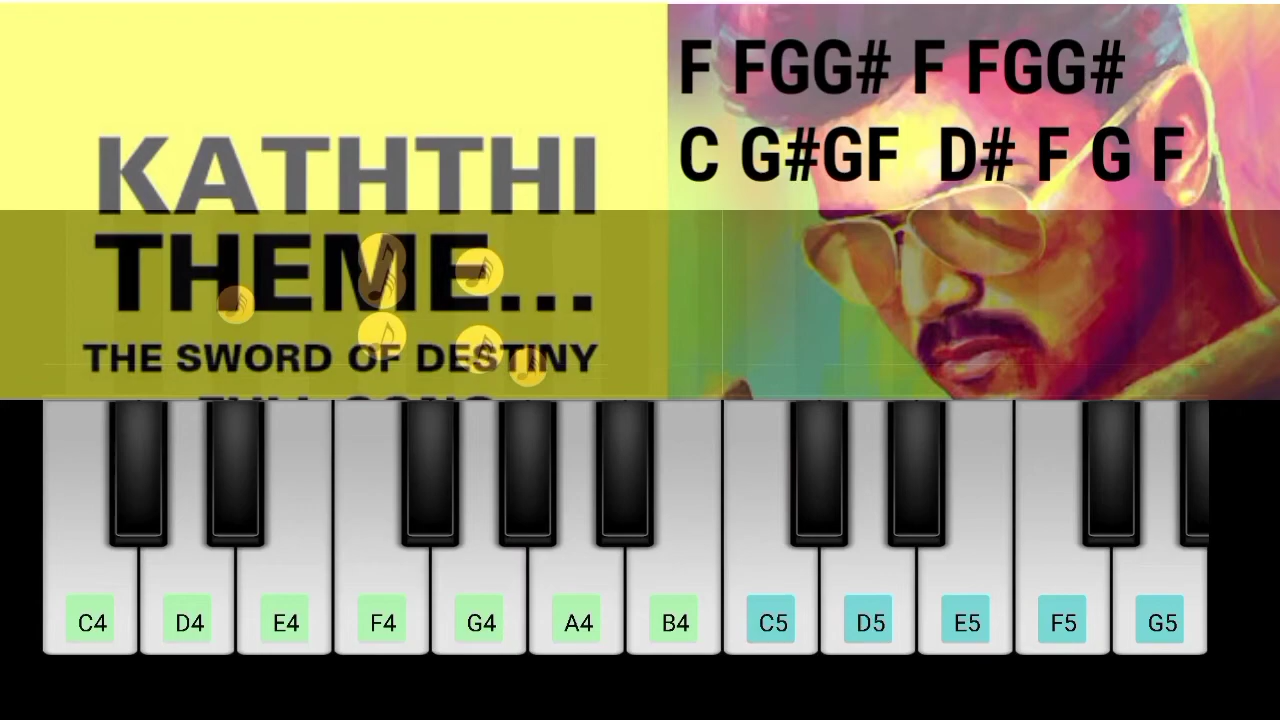 KATHTHI
THEME...
THE SWORD OF DESTINY
F FGG# F FGG#
C G#GF D# F G F
C4 D4 E4 F4 G4 A4 B4 C5 D5 E5 F5 G5